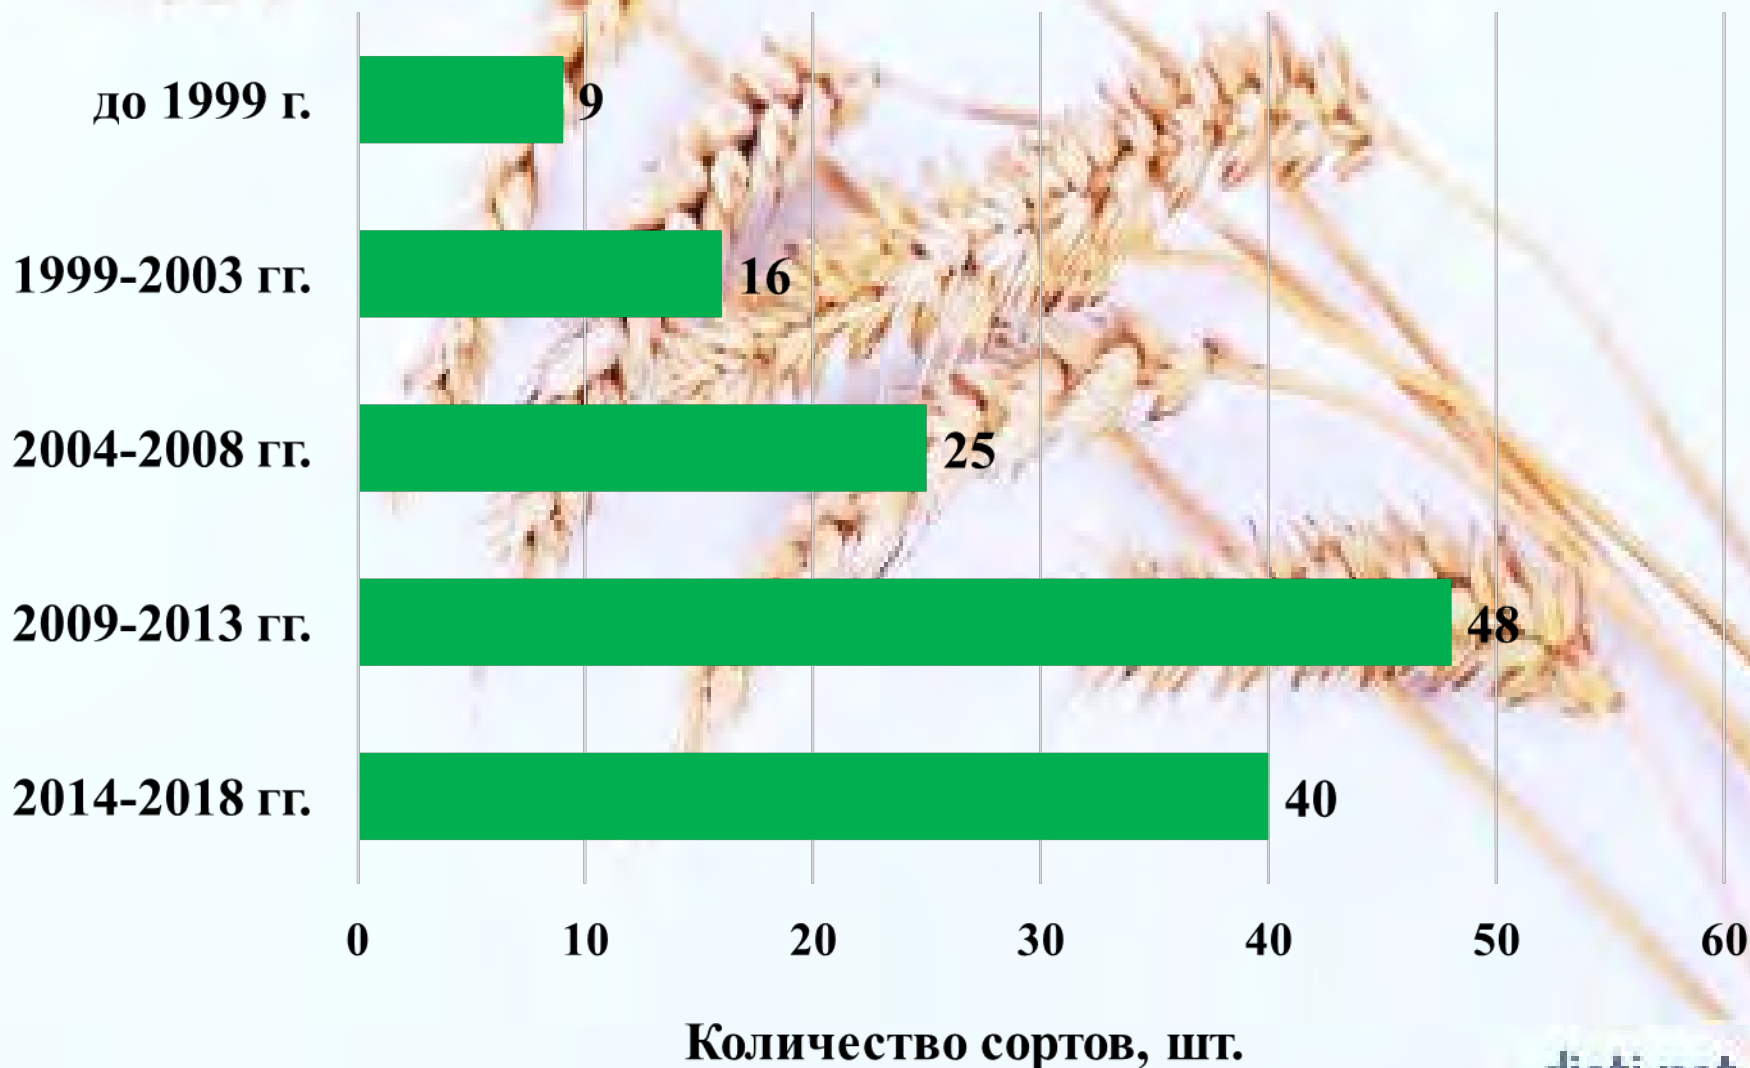 до 1999 г.
9
1999-2003 гг.
16
2004-2008 гг.
25
2009-2013 гг.
48
2014-2018 гг.
40
0 10 20 30 40 50 60
Количество сортов, шт.